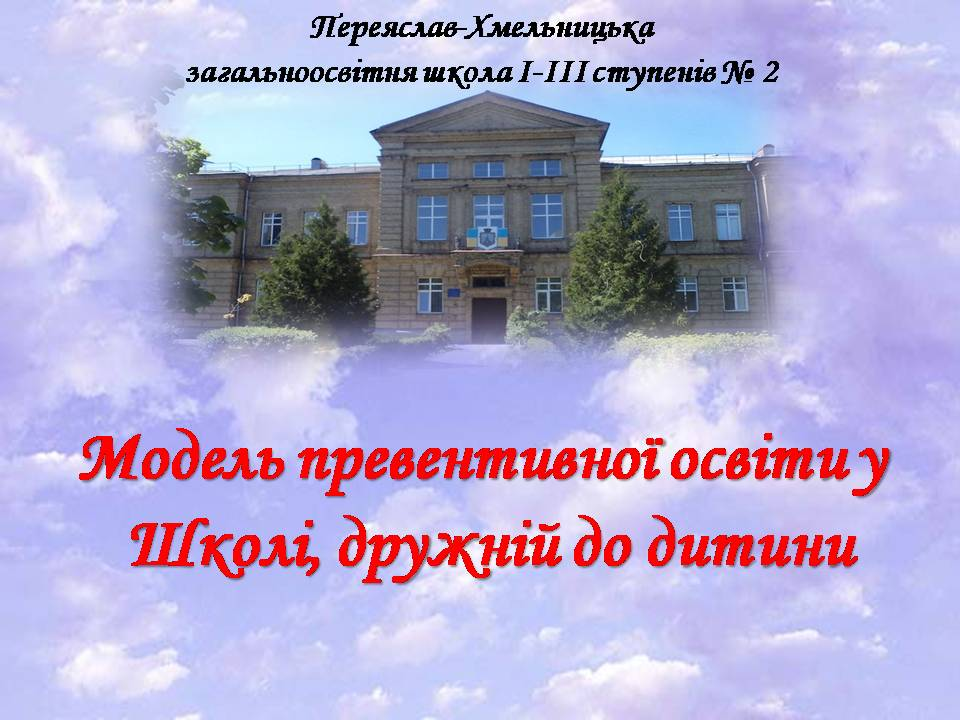 Переяслав-Хмельницька
загальноосвітня школа І-ІІІ ступенів № 2
Модель превентивної освіти у
Школі, дружній до дитини